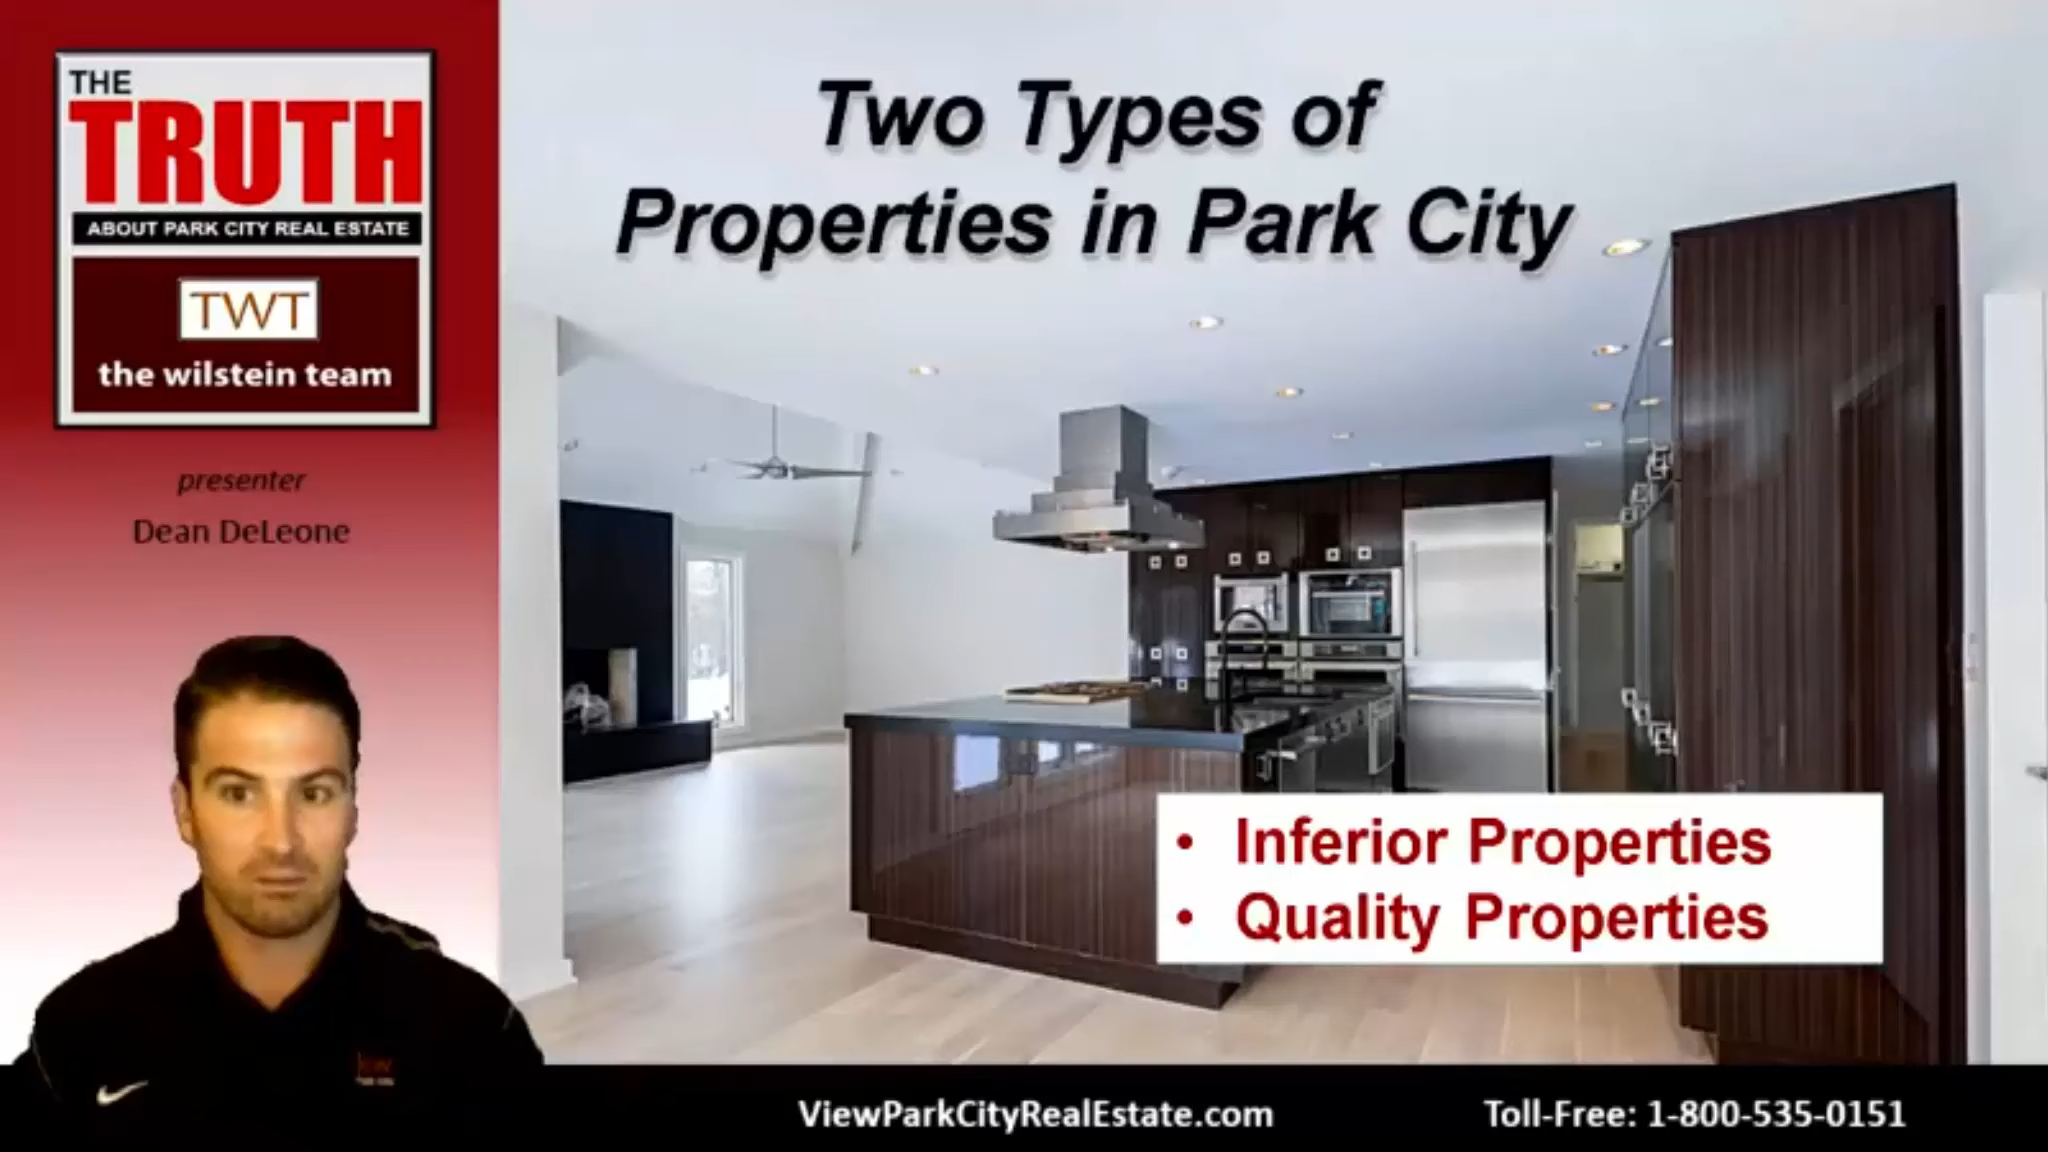 THE
TRUTH
ABOUT PARK CITY REAL ESTATE
TWT
the wilstein team
presenter
Dean DeLeone
Two Types of
Properties in Park City
• Inferior Properties
• Quality Properties
ViewParkCityRealEstate.com
Toll-Free: 1-800-535-0151